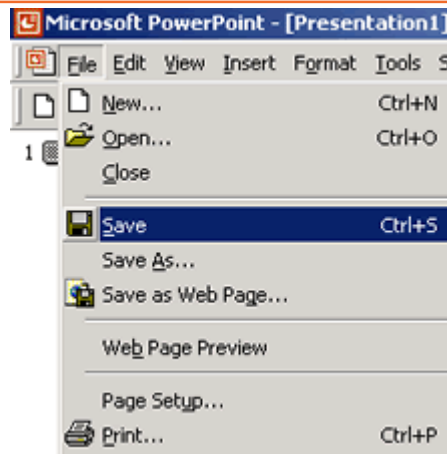 Microsoft PowerPoint - [Presentation1]
File Edit View Insert Format Tools S
New... Ctrl+N
1
Open... Ctrl+O
Close
Save Ctrl+S
Save As...
Save as Web Page...
Web Page Preview
Page Setup...
Print... Ctrl+P